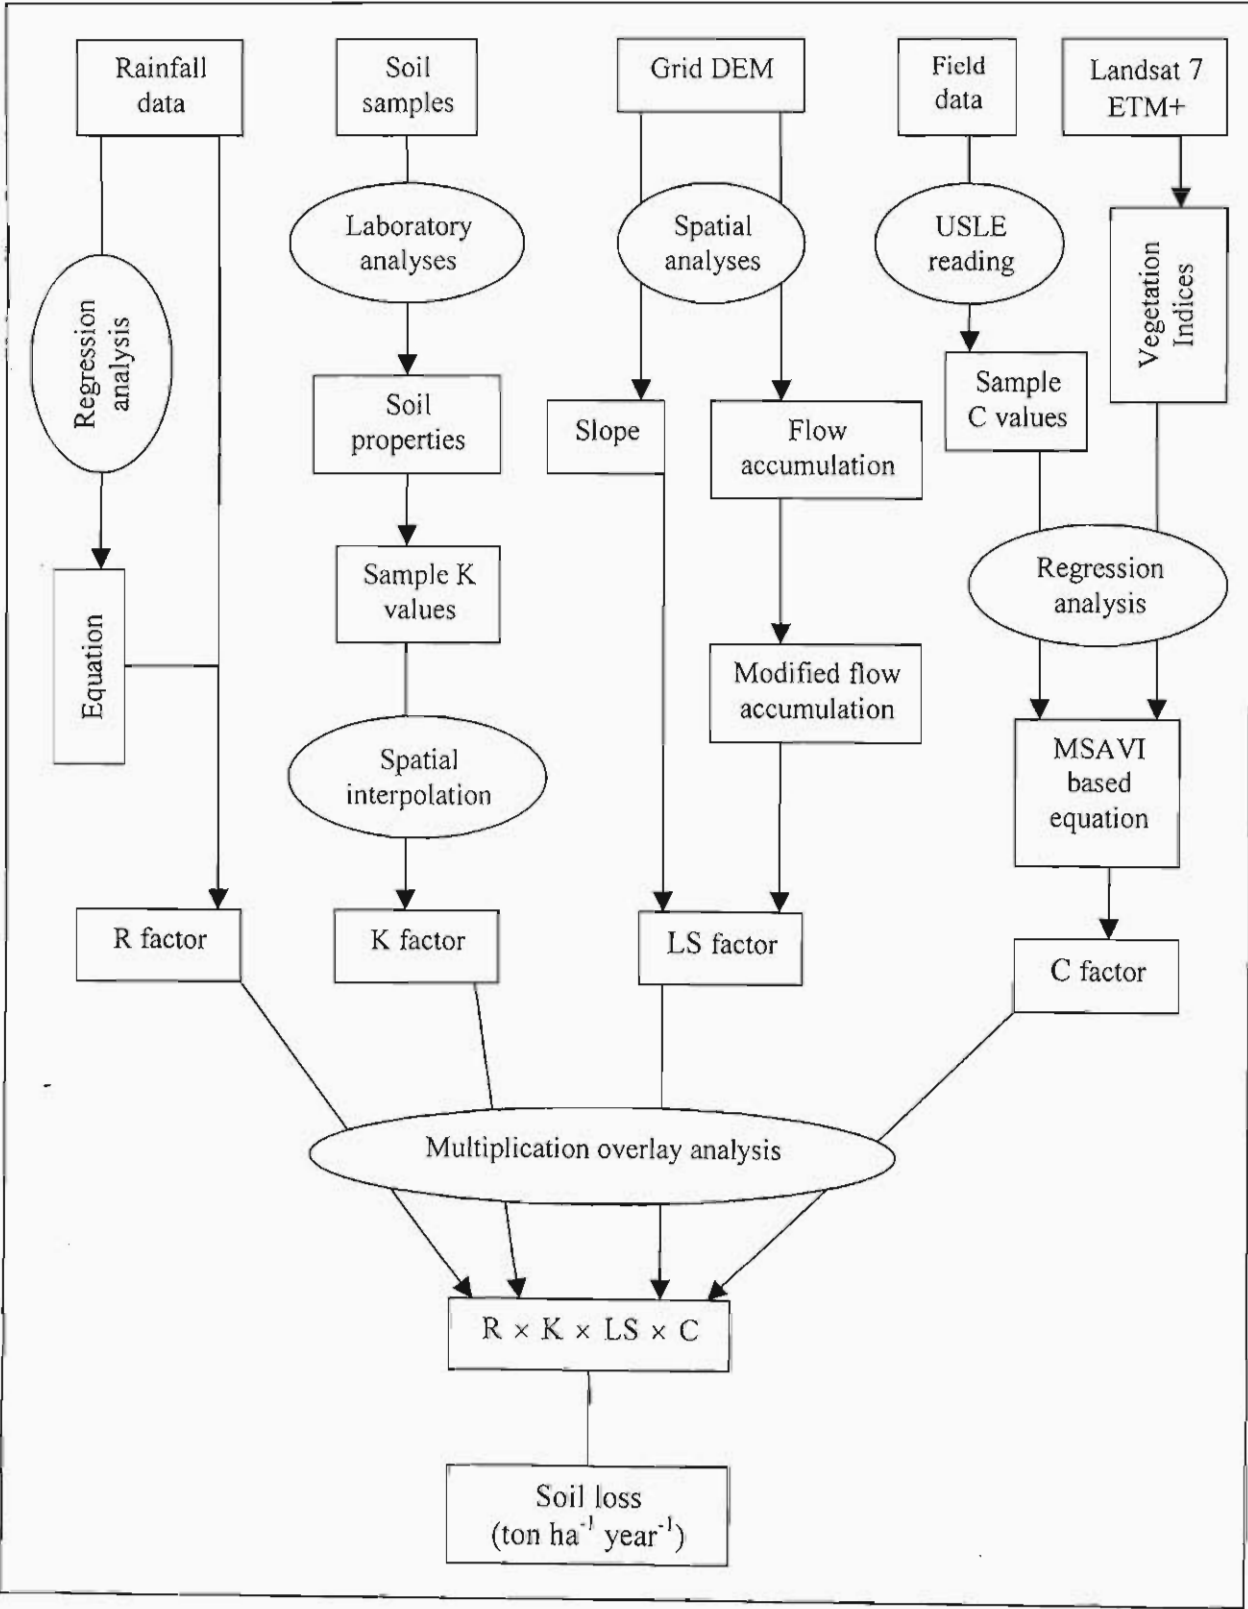 Rainfall
data
Soil
samples
Grid DEM
Field
data
Landsat 7
ETM+
Laboratory
analyses
Spatial
analyses
USLE
reading
Vegetation
Indices
Regression
analysis
Soil
properties
Slope
Flow
accumulation
Sample
C values
Equation
Sample K
values
Regression
analysis
Modified flow
accumulation
Spatial
interpolation
MSAVI
based
equation
R factor
K factor
LS factor
C factor
Multiplication overlay analysis
R × K × LS × C
Soil loss
(ton ha⁻¹ year⁻¹)